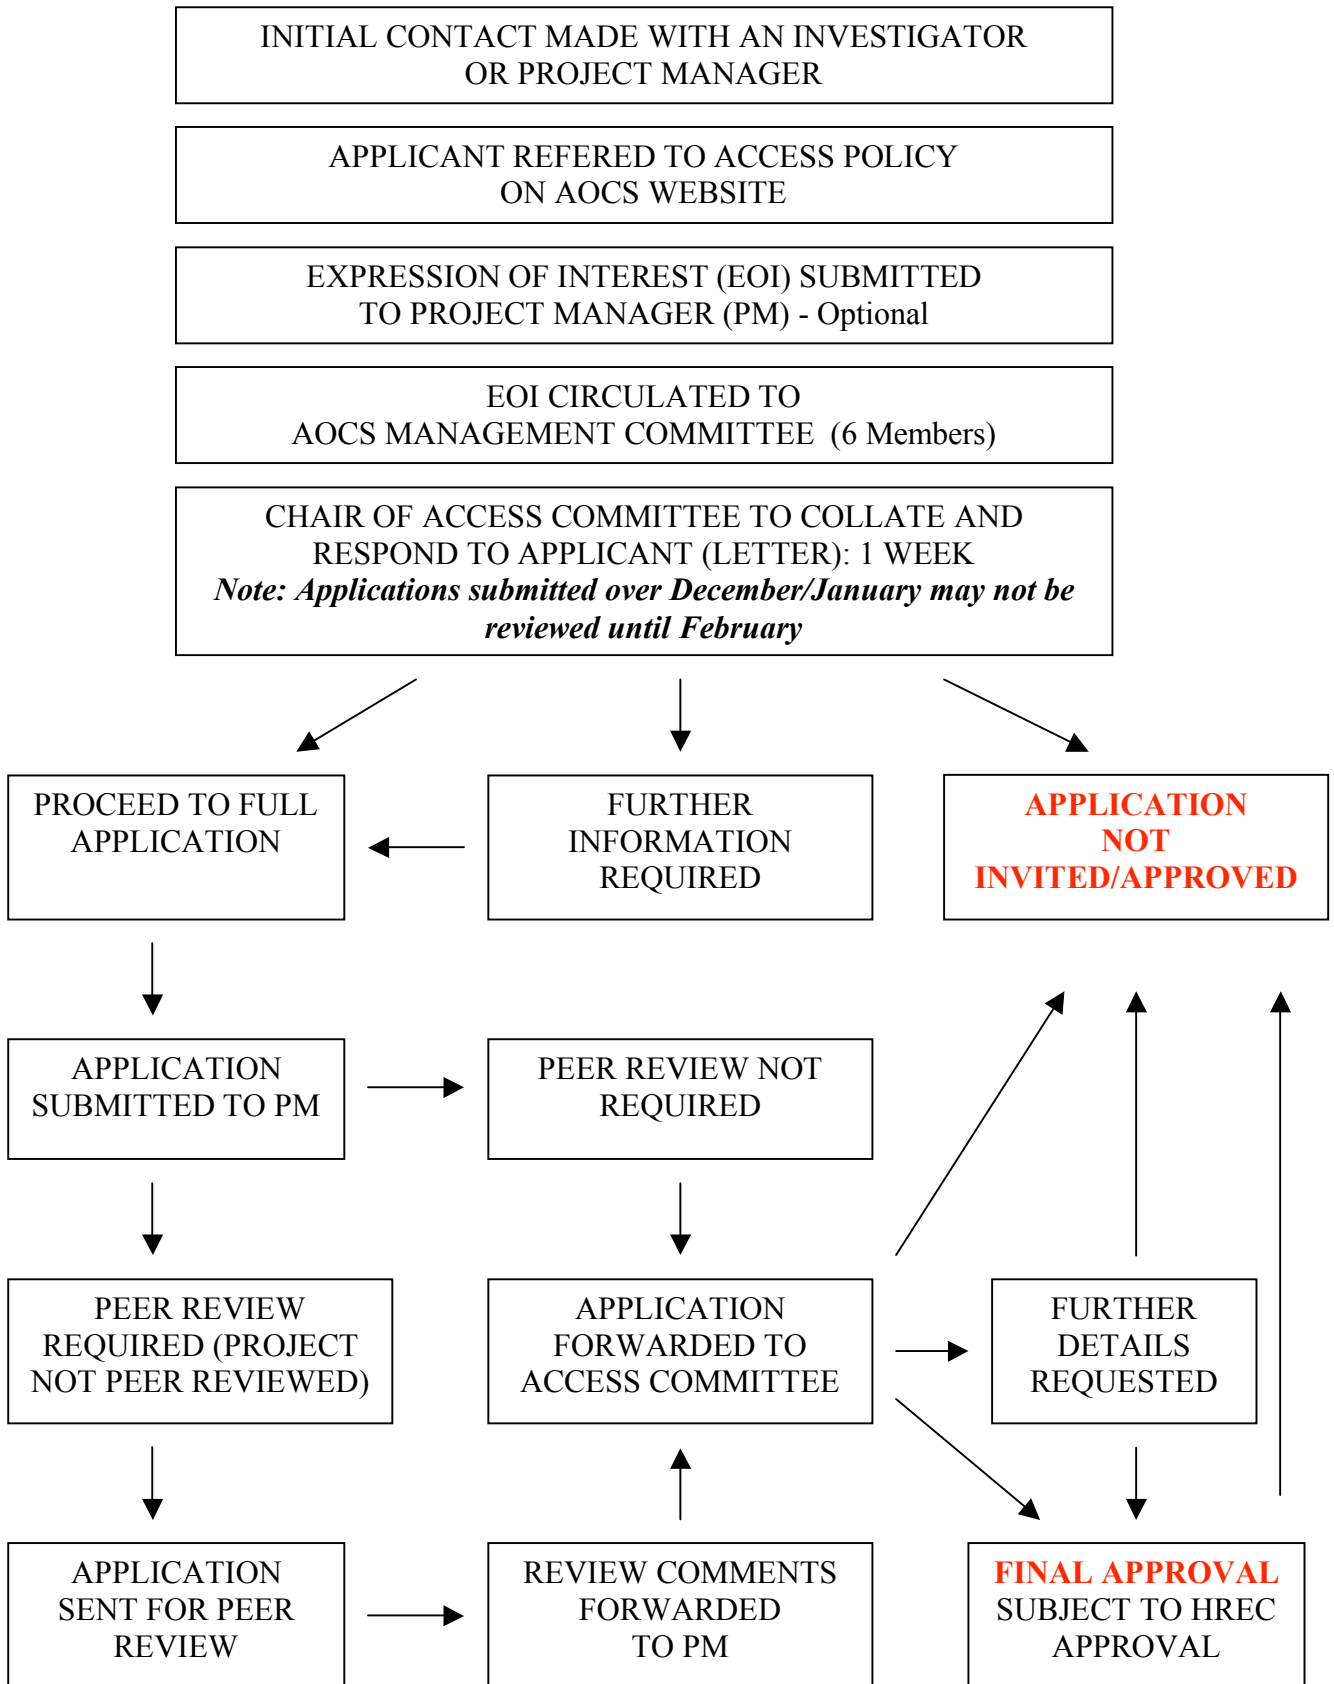 INITIAL CONTACT MADE WITH AN INVESTIGATOR
OR PROJECT MANAGER
APPLICANT REFERED TO ACCESS POLICY
ON AOCS WEBSITE
EXPRESSION OF INTEREST (EOI) SUBMITTED
TO PROJECT MANAGER (PM) - Optional
EOI CIRCULATED TO
AOCS MANAGEMENT COMMITTEE (6 Members)
CHAIR OF ACCESS COMMITTEE TO COLLATE AND
RESPOND TO APPLICANT (LETTER): 1 WEEK
Note: Applications submitted over December/January may not be
reviewed until February
PROCEED TO FULL
APPLICATION
FURTHER
INFORMATION
REQUIRED
APPLICATION
NOT
INVITED/APPROVED
APPLICATION
SUBMITTED TO PM
PEER REVIEW NOT
REQUIRED
PEER REVIEW
REQUIRED (PROJECT
NOT PEER REVIEWED)
APPLICATION
FORWARDED TO
ACCESS COMMITTEE
FURTHER
DETAILS
REQUESTED
APPLICATION
SENT FOR PEER
REVIEW
REVIEW COMMENTS
FORWARDED
TO PM
FINAL APPROVAL
SUBJECT TO HREC
APPROVAL